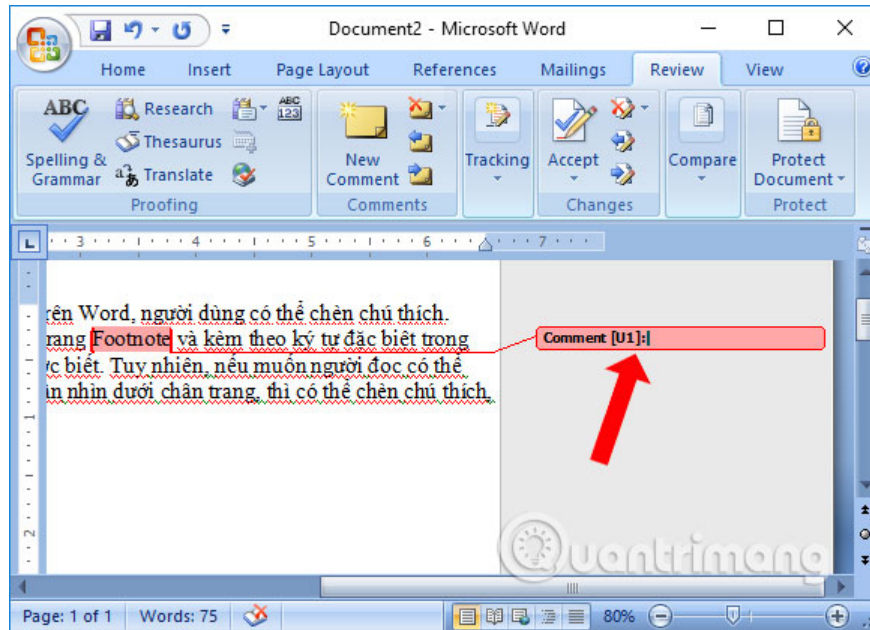 Document2 - Microsoft Word
Home Insert Page Layout References Mailings Review View
ABC Research ABC 123
Spelling & Grammar Thesaurus Translate
New Comment Tracking Accept Compare Protect Document
Proofing Comments Changes Protect
L 3 4 5 6 7
rên Word, người dùng có thể chèn chú thích.
rang Footnote và kèm theo ký tự đặc biệt trong
Comment [U1]:
ợc biết. Tuy nhiên, nếu muốn người đọc có thể
nhìn dưới chân trang, thì có thể chèn chú thích,
1
2
Quantrimang
Page: 1 of 1 Words: 75 80%